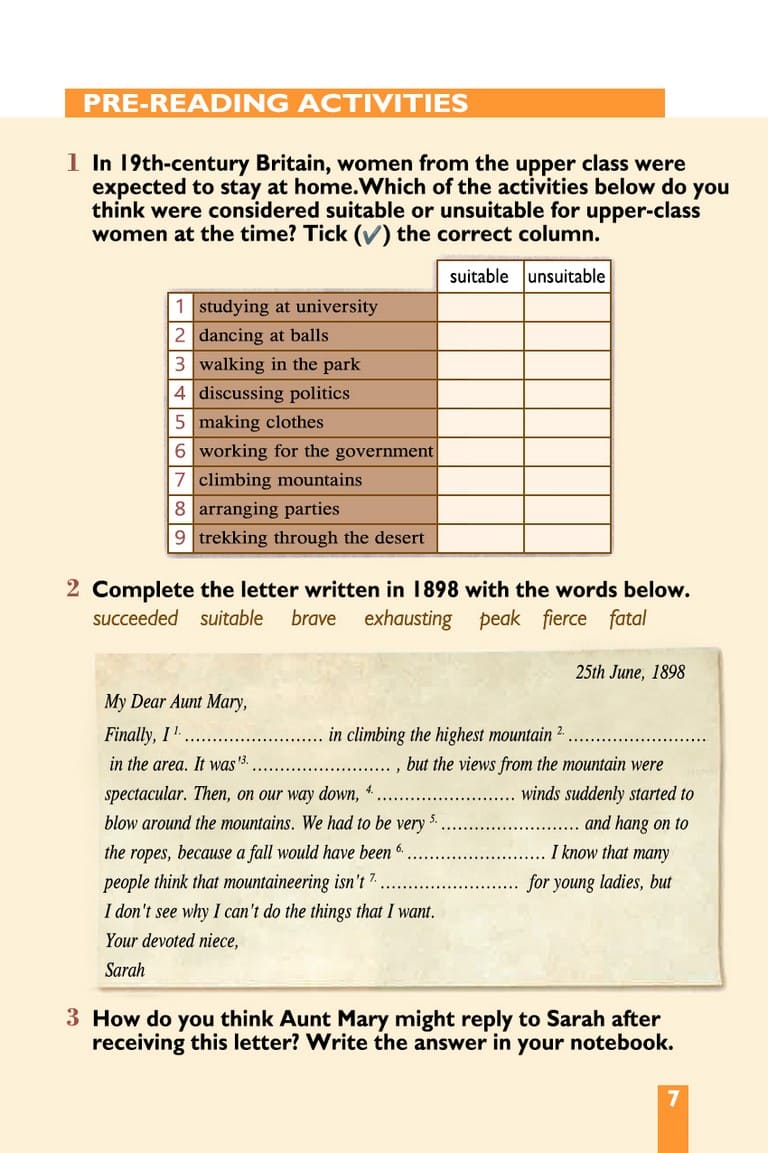 PRE-READING ACTIVITIES
1 In 19th-century Britain, women from the upper class were
expected to stay at home.Which of the activities below do you
think were considered suitable or unsuitable for upper-class
women at the time? Tick (✔) the correct column.
suitable unsuitable
1 studying at university
2 dancing at balls
3 walking in the park
4 discussing politics
5 making clothes
6 working for the government
7 climbing mountains
8 arranging parties
9 trekking through the desert
2 Complete the letter written in 1898 with the words below.
succeeded suitable brave exhausting peak fierce fatal
25th June, 1898
My Dear Aunt Mary,
Finally, I 1. ......................... in climbing the highest mountain 2. .........................
in the area. It was '3. ......................... , but the views from the mountain were
spectacular. Then, on our way down, 4. ......................... winds suddenly started to
blow around the mountains. We had to be very 5. ......................... and hang on to
the ropes, because a fall would have been 6. ......................... I know that many
people think that mountaineering isn't 7. ......................... for young ladies, but
I don't see why I can't do the things that I want.
Your devoted niece,
Sarah
3 How do you think Aunt Mary might reply to Sarah after
receiving this letter? Write the answer in your notebook.
7